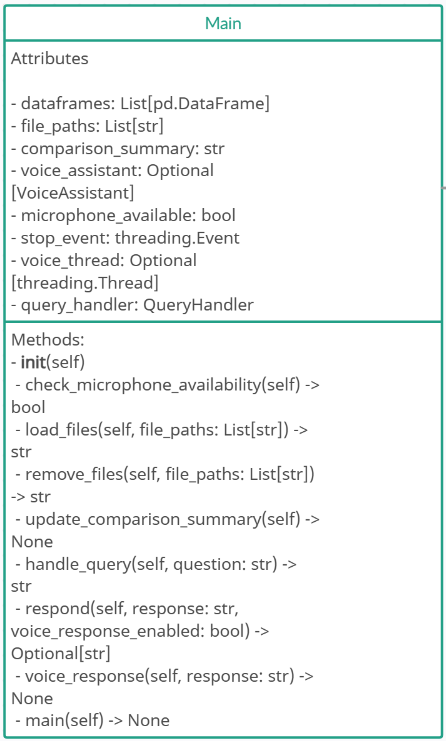 Main
Attributes
- dataframes: List[pd.DataFrame]
- file_paths: List[str]
- comparison_summary: str
- voice_assistant: Optional
[VoiceAssistant]
- microphone_available: bool
- stop_event: threading.Event
- voice_thread: Optional
[threading.Thread]
- query_handler: QueryHandler
Methods:
- init(self)
- check_microphone_availability(self) ->
bool
- load_files(self, file_paths: List[str]) ->
str
- remove_files(self, file_paths: List[str])
-> str
- update_comparison_summary(self) ->
None
- handle_query(self, question: str) ->
str
- respond(self, response: str,
voice_response_enabled: bool) ->
Optional[str]
- voice_response(self, response: str) ->
None
- main(self) -> None